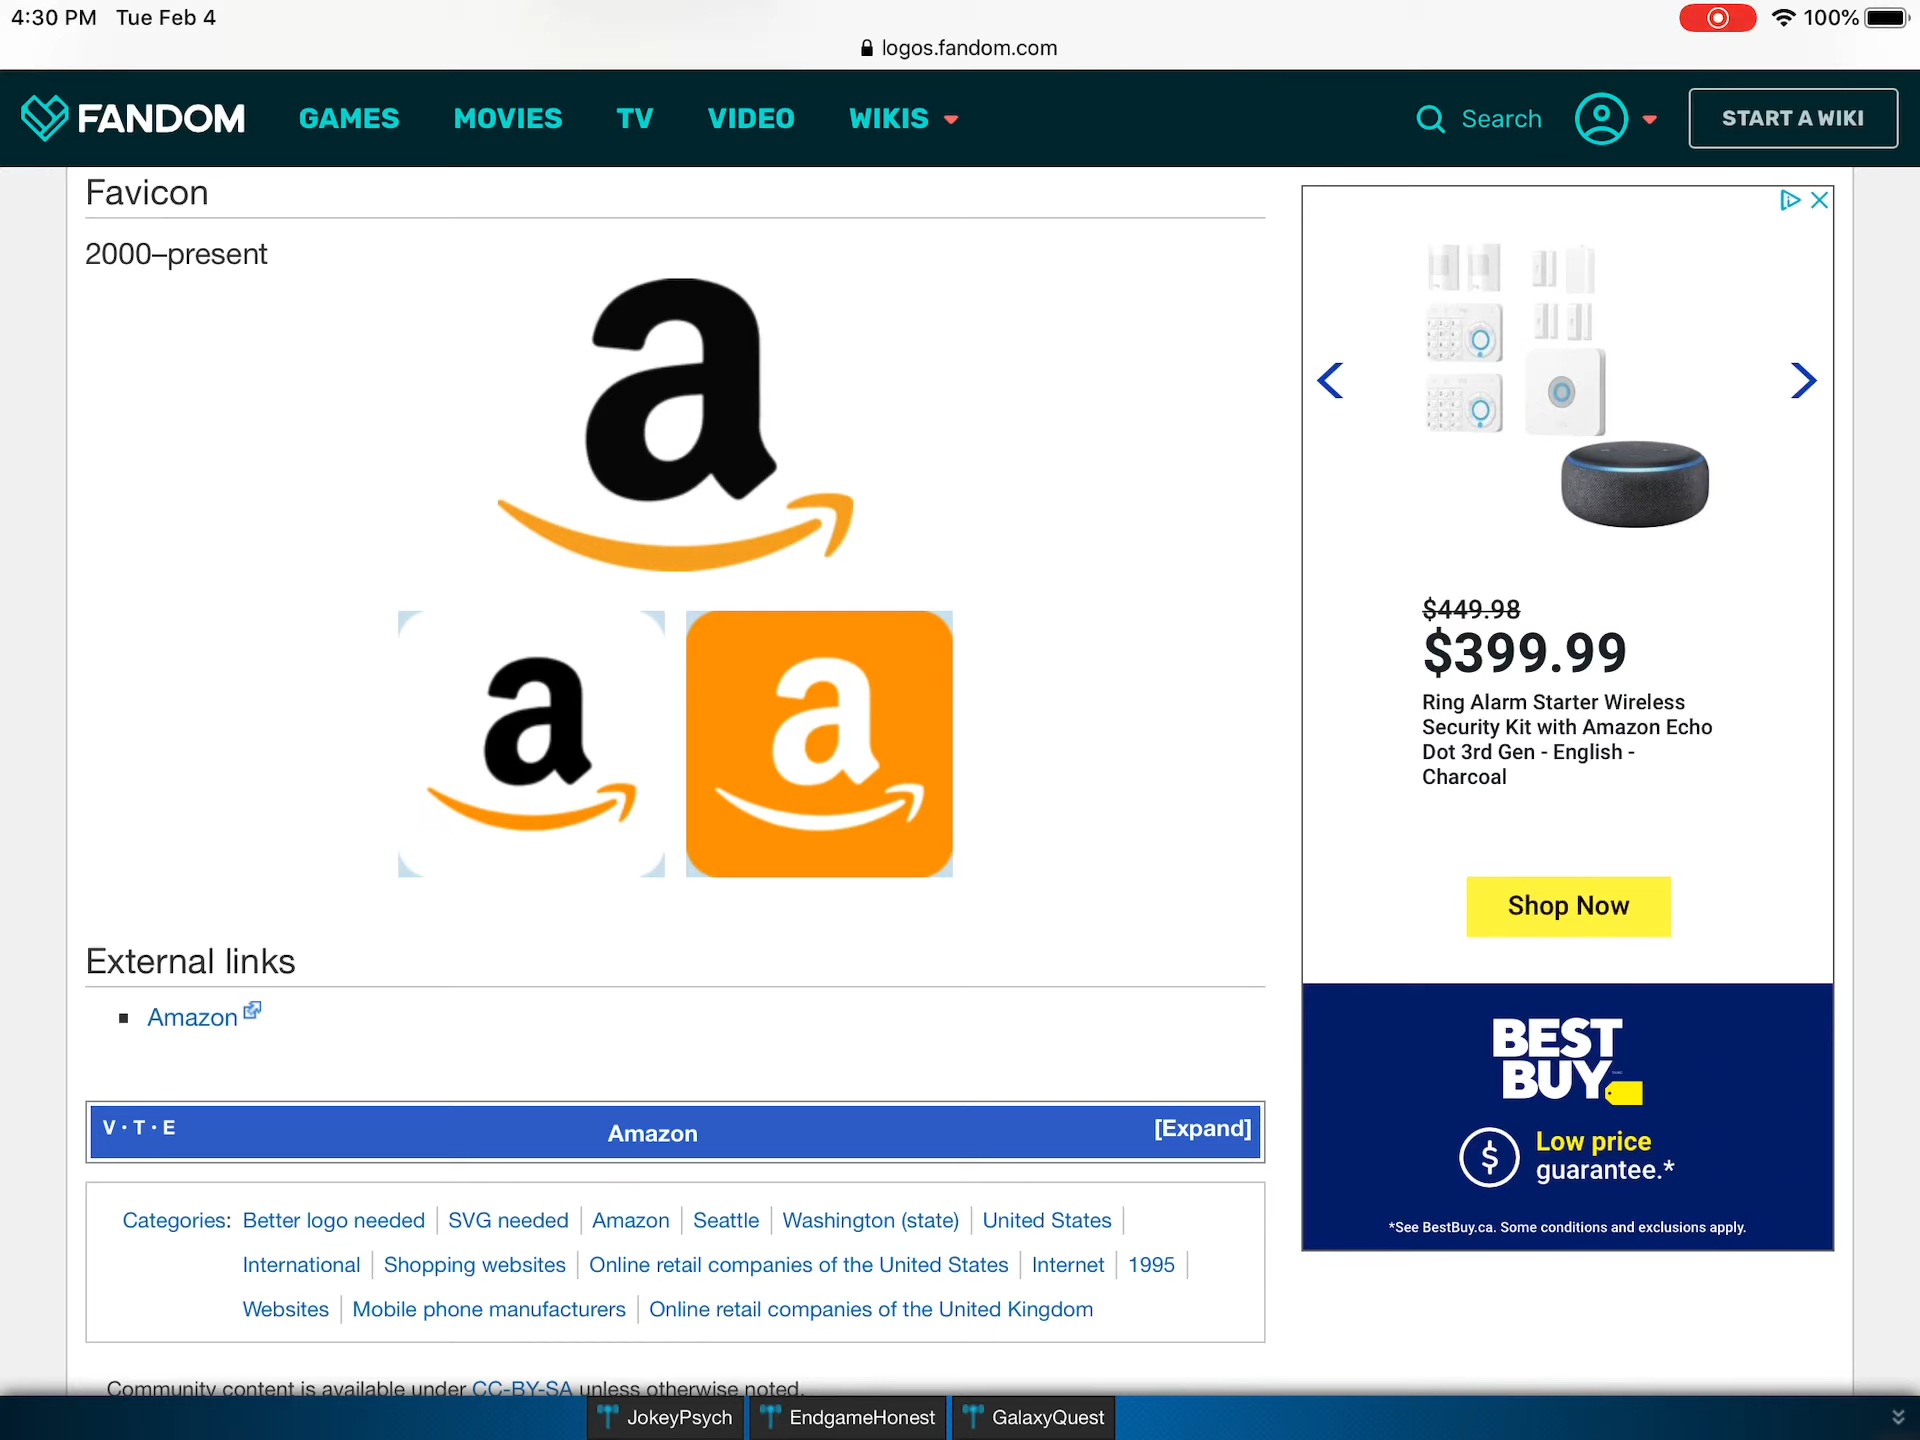 4:30 PM Tue Feb 4
100%
logos.fandom.com
FANDOM
GAMES
MOVIES
TV
VIDEO
WIKIS
Search
START A WIKI
Favicon
2000–present
a
a
a
External links
Amazon
V · T · E
Amazon
[Expand]
Categories: Better logo needed | SVG needed | Amazon | Seattle | Washington (state) | United States |
International | Shopping websites | Online retail companies of the United States | Internet | 1995 |
Websites | Mobile phone manufacturers | Online retail companies of the United Kingdom
Community content is available under CC-BY-SA unless otherwise noted.
$449.98
$399.99
Ring Alarm Starter Wireless
Security Kit with Amazon Echo
Dot 3rd Gen - English -
Charcoal
Shop Now
BEST
BUY
$
Low price
guarantee.*
*See BestBuy.ca. Some conditions and exclusions apply.
JokeyPsych
EndgameHonest
GalaxyQuest